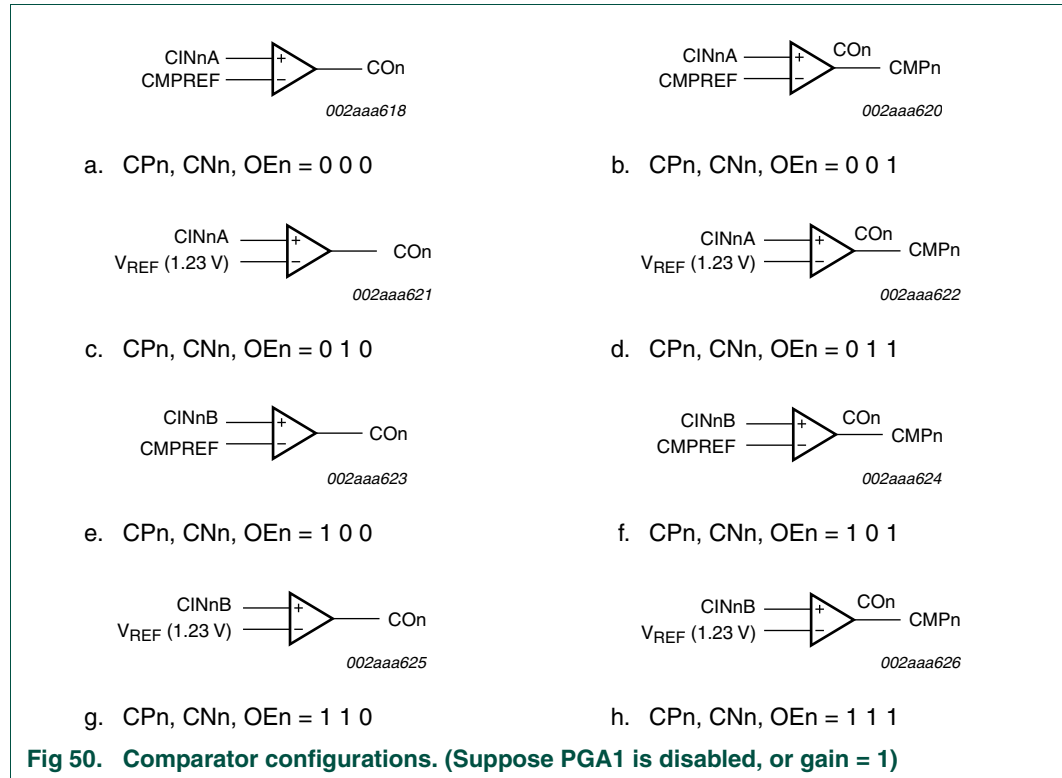 CINnA
CMPREF
+
−
COn
002aaa618
a. CPn, CNn, OEn = 0 0 0
CINnA
CMPREF
+
−
COn
CMPn
002aaa620
b. CPn, CNn, OEn = 0 0 1
CINnA
VREF (1.23 V)
+
−
COn
002aaa621
c. CPn, CNn, OEn = 0 1 0
CINnA
VREF (1.23 V)
+
−
COn
CMPn
002aaa622
d. CPn, CNn, OEn = 0 1 1
CINnB
CMPREF
+
−
COn
002aaa623
e. CPn, CNn, OEn = 1 0 0
CINnB
CMPREF
+
−
COn
CMPn
002aaa624
f. CPn, CNn, OEn = 1 0 1
CINnB
VREF (1.23 V)
+
−
COn
002aaa625
g. CPn, CNn, OEn = 1 1 0
CINnB
VREF (1.23 V)
+
−
COn
CMPn
002aaa626
h. CPn, CNn, OEn = 1 1 1
Fig 50. Comparator configurations. (Suppose PGA1 is disabled, or gain = 1)